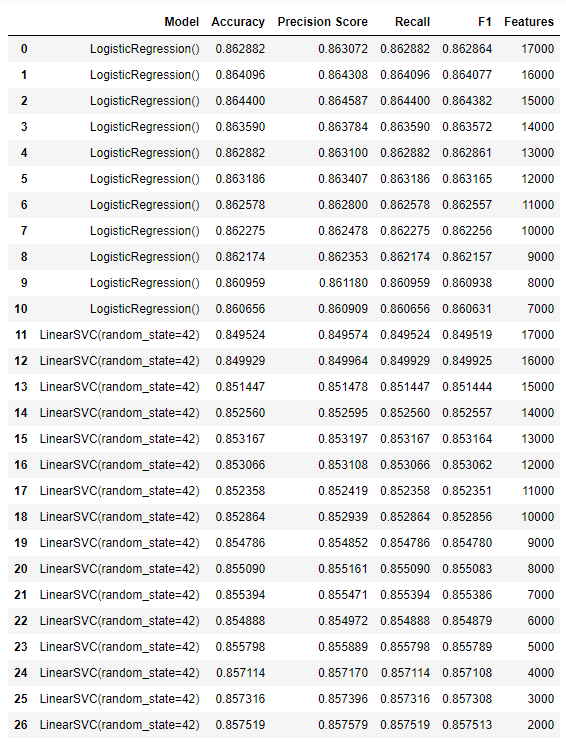 Model Accuracy Precision Score Recall F1 Features
0 LogisticRegression() 0.862882 0.863072 0.862882 0.862864 17000
1 LogisticRegression() 0.864096 0.864308 0.864096 0.864077 16000
2 LogisticRegression() 0.864400 0.864587 0.864400 0.864382 15000
3 LogisticRegression() 0.863590 0.863784 0.863590 0.863572 14000
4 LogisticRegression() 0.862882 0.863100 0.862882 0.862861 13000
5 LogisticRegression() 0.863186 0.863407 0.863186 0.863165 12000
6 LogisticRegression() 0.862578 0.862800 0.862578 0.862557 11000
7 LogisticRegression() 0.862275 0.862478 0.862275 0.862256 10000
8 LogisticRegression() 0.862174 0.862353 0.862174 0.862157 9000
9 LogisticRegression() 0.860959 0.861180 0.860959 0.860938 8000
10 LogisticRegression() 0.860656 0.860909 0.860656 0.860631 7000
11 LinearSVC(random_state=42) 0.849524 0.849574 0.849524 0.849519 17000
12 LinearSVC(random_state=42) 0.849929 0.849964 0.849929 0.849925 16000
13 LinearSVC(random_state=42) 0.851447 0.851478 0.851447 0.851444 15000
14 LinearSVC(random_state=42) 0.852560 0.852595 0.852560 0.852557 14000
15 LinearSVC(random_state=42) 0.853167 0.853197 0.853167 0.853164 13000
16 LinearSVC(random_state=42) 0.853066 0.853108 0.853066 0.853062 12000
17 LinearSVC(random_state=42) 0.852358 0.852419 0.852358 0.852351 11000
18 LinearSVC(random_state=42) 0.852864 0.852939 0.852864 0.852856 10000
19 LinearSVC(random_state=42) 0.854786 0.854852 0.854786 0.854780 9000
20 LinearSVC(random_state=42) 0.855090 0.855161 0.855090 0.855083 8000
21 LinearSVC(random_state=42) 0.855394 0.855471 0.855394 0.855386 7000
22 LinearSVC(random_state=42) 0.854888 0.854972 0.854888 0.854879 6000
23 LinearSVC(random_state=42) 0.855798 0.855889 0.855798 0.855789 5000
24 LinearSVC(random_state=42) 0.857114 0.857170 0.857114 0.857108 4000
25 LinearSVC(random_state=42) 0.857316 0.857396 0.857316 0.857308 3000
26 LinearSVC(random_state=42) 0.857519 0.857579 0.857519 0.857513 2000